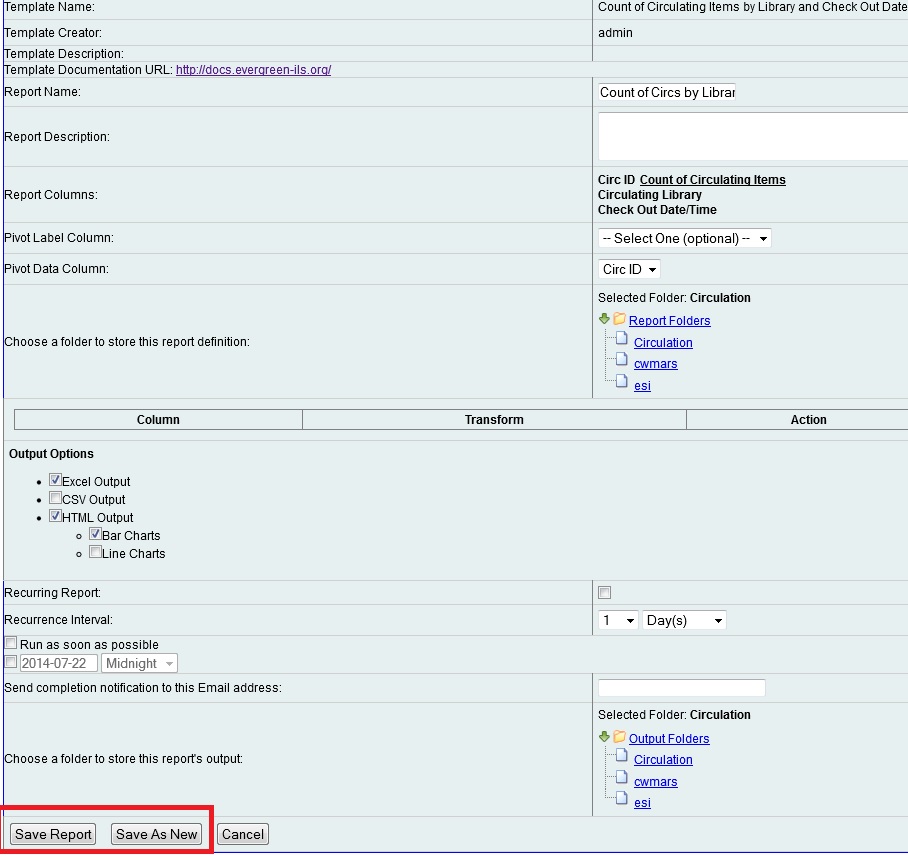 Template Name: Count of Circulating Items by Library and Check Out Date
Template Creator: admin
Template Description:
Template Documentation URL: http://docs.evergreen-ils.org/
Report Name: Count of Circs by Librar
Report Description:
Report Columns: Circ ID Count of Circulating Items
Circulating Library
Check Out Date/Time
Pivot Label Column: -- Select One (optional) --
Pivot Data Column: Circ ID
Choose a folder to store this report definition: Selected Folder: Circulation
Report Folders
Circulation
cwmars
esi
Column Transform Action
Output Options
Excel Output
CSV Output
HTML Output
Bar Charts
Line Charts
Recurring Report:
Recurrence Interval: 1 Day(s)
Run as soon as possible
2014-07-22 Midnight
Send completion notification to this Email address:
Choose a folder to store this report's output: Selected Folder: Circulation
Output Folders
Circulation
cwmars
esi
Save Report Save As New Cancel